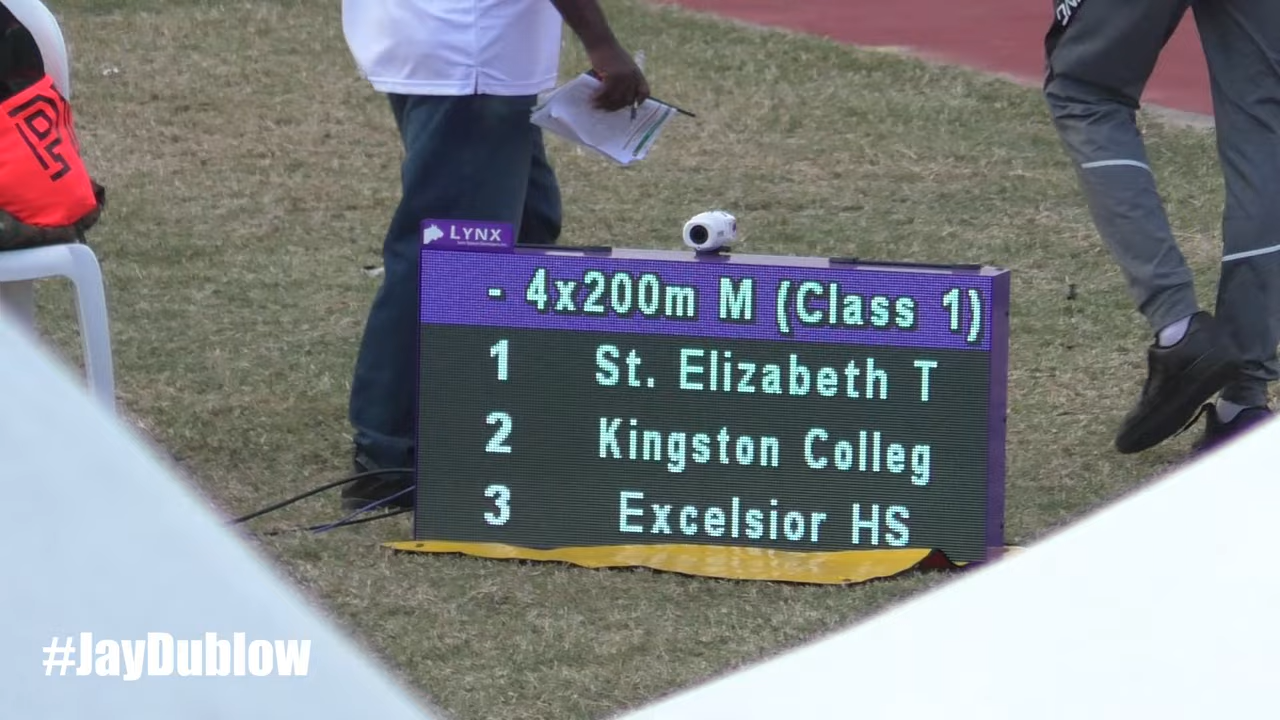 LYNX
- 4x200m M (Class 1)
1 St. Elizabeth T
2 Kingston Colleg
3 Excelsior HS
#JayDublow